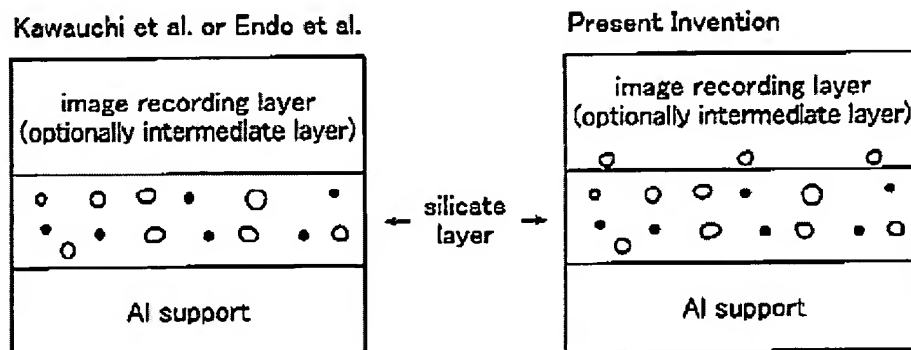 Kawauchi et al. or Endo et al.
image recording layer
(optionally intermediate layer)
Al support
silicate
layer
Present Invention
image recording layer
(optionally intermediate layer)
Al support